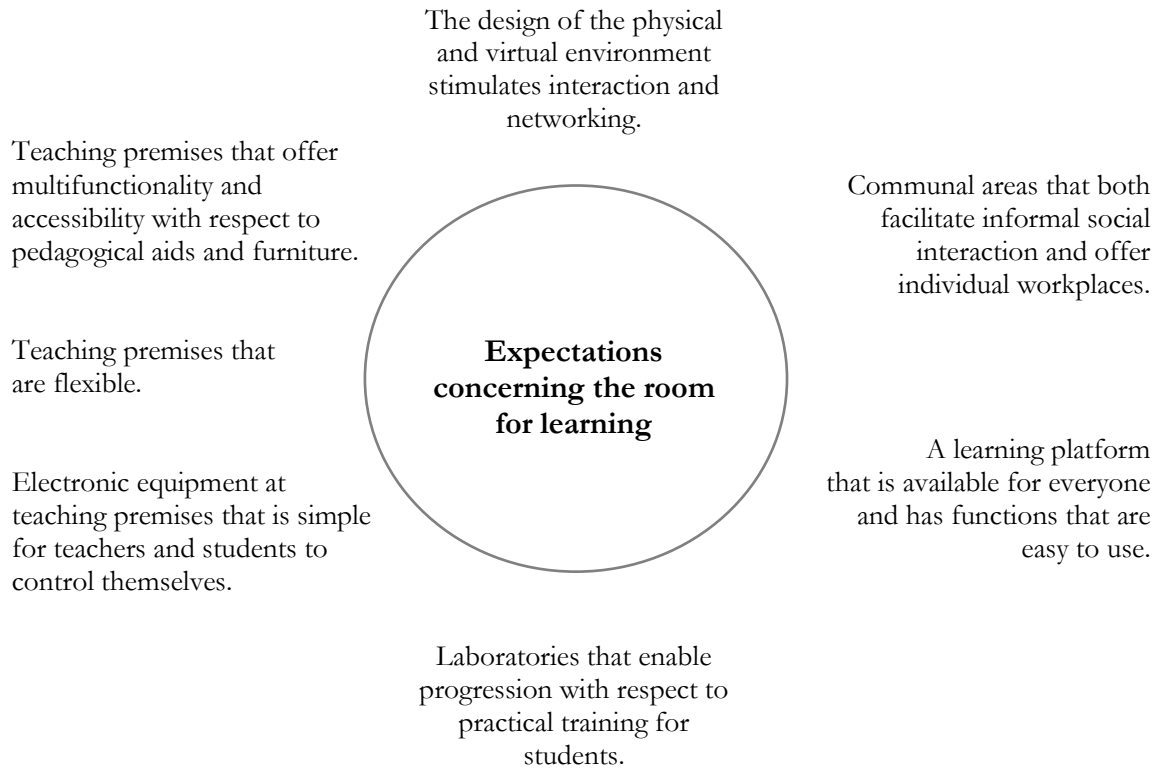 The design of the physical
and virtual environment
stimulates interaction and
networking.
Teaching premises that offer
multifunctionality and
accessibility with respect to
pedagogical aids and furniture.
Communal areas that both
facilitate informal social
interaction and offer
individual workplaces.
Teaching premises that
are flexible.
Expectations
concerning the room
for learning
Electronic equipment at
teaching premises that is simple
for teachers and students to
control themselves.
A learning platform
that is available for everyone
and has functions that are
easy to use.
Laboratories that enable
progression with respect to
practical training for
students.